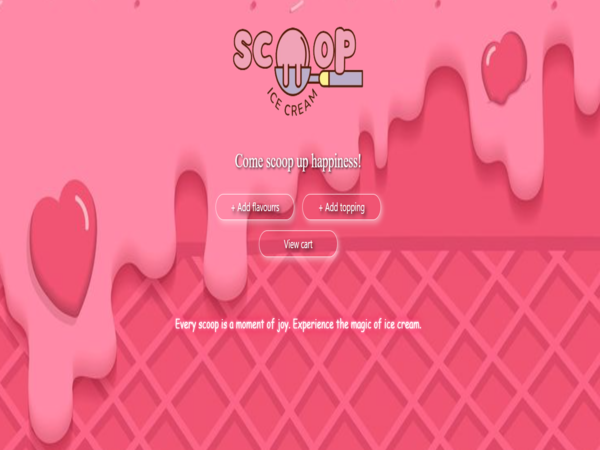 SCOOP
ICE CREAM
Come scoop up happiness!
+ Add flavours
+ Add topping
View cart
Every scoop is a moment of joy. Experience the magic of ice cream.